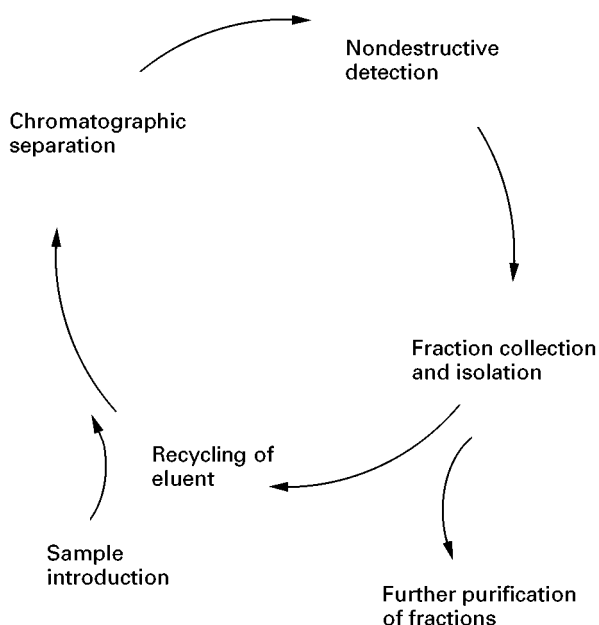 Nondestructive
detection
Chromatographic
separation
Fraction collection
and isolation
Recycling of
eluent
Sample
introduction
Further purification
of fractions